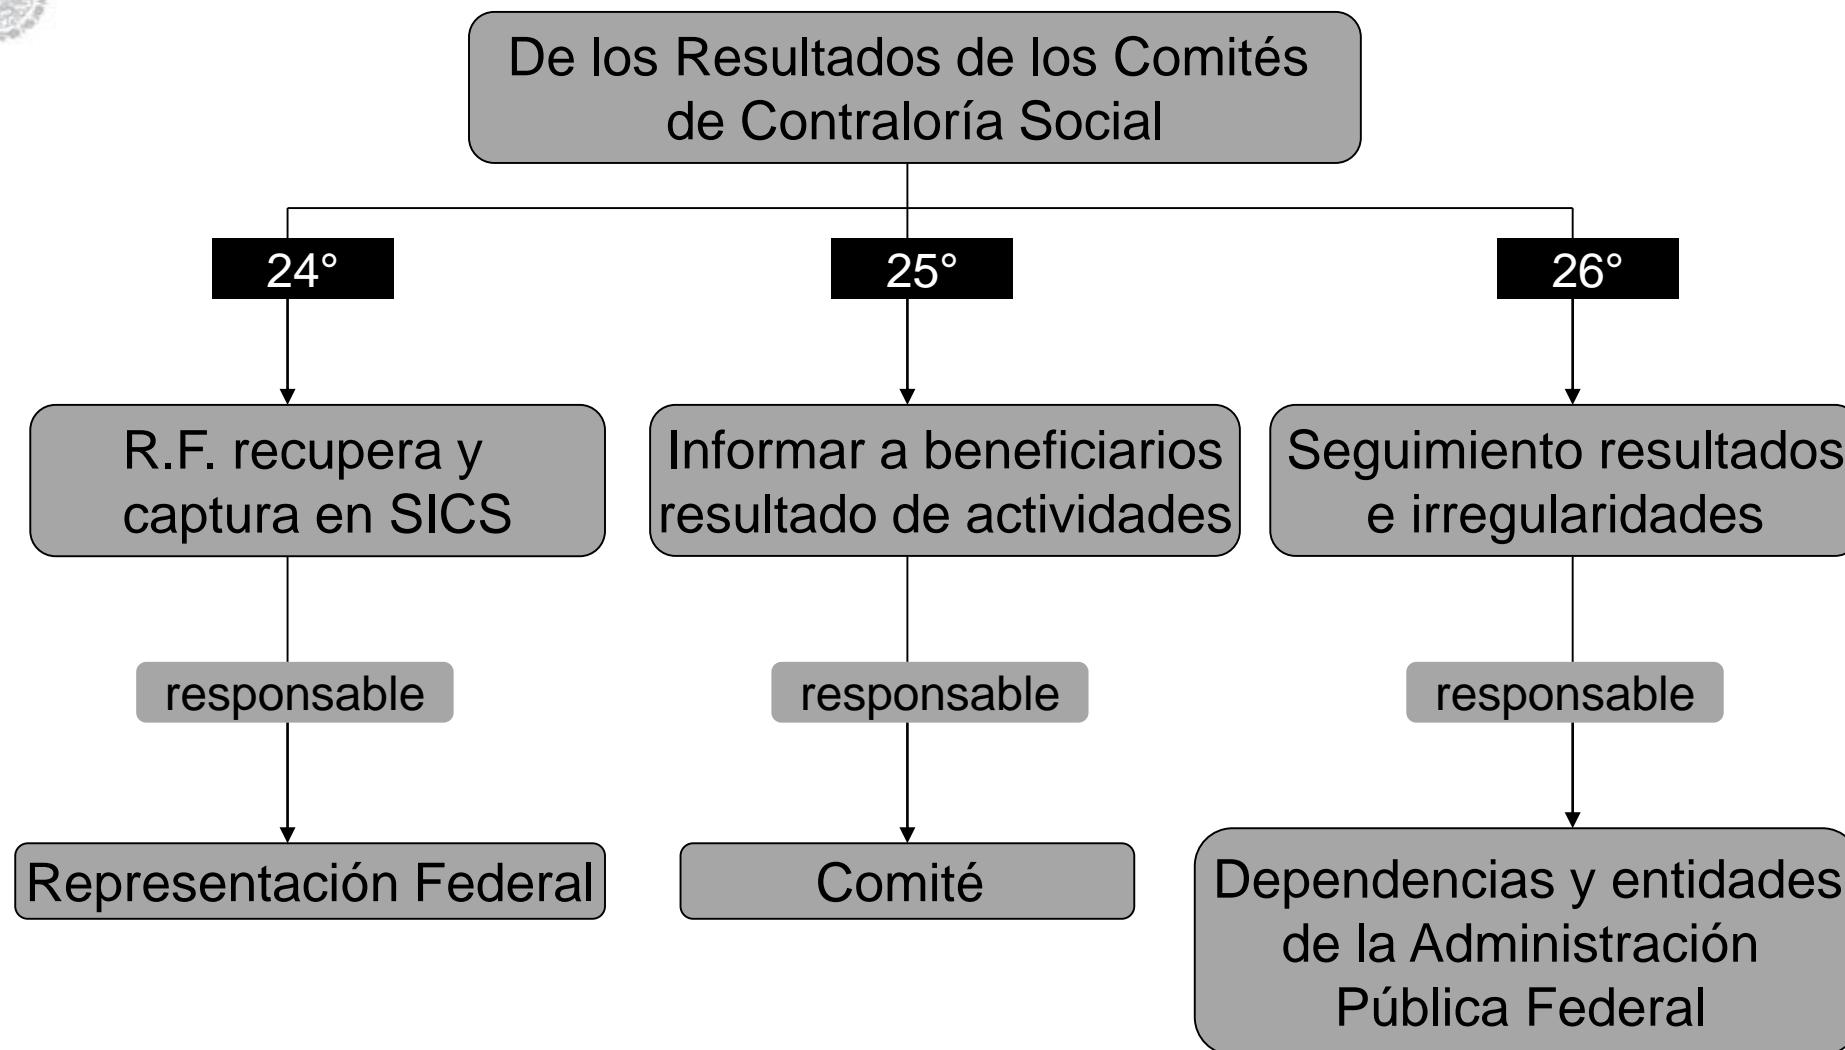 De los Resultados de los Comités
de Contraloría Social
24°
25°
26°
R.F. recupera y
captura en SICS
Informar a beneficiarios
resultado de actividades
Seguimiento resultados
e irregularidades
responsable
responsable
responsable
Representación Federal
Comité
Dependencias y entidades
de la Administración
Pública Federal